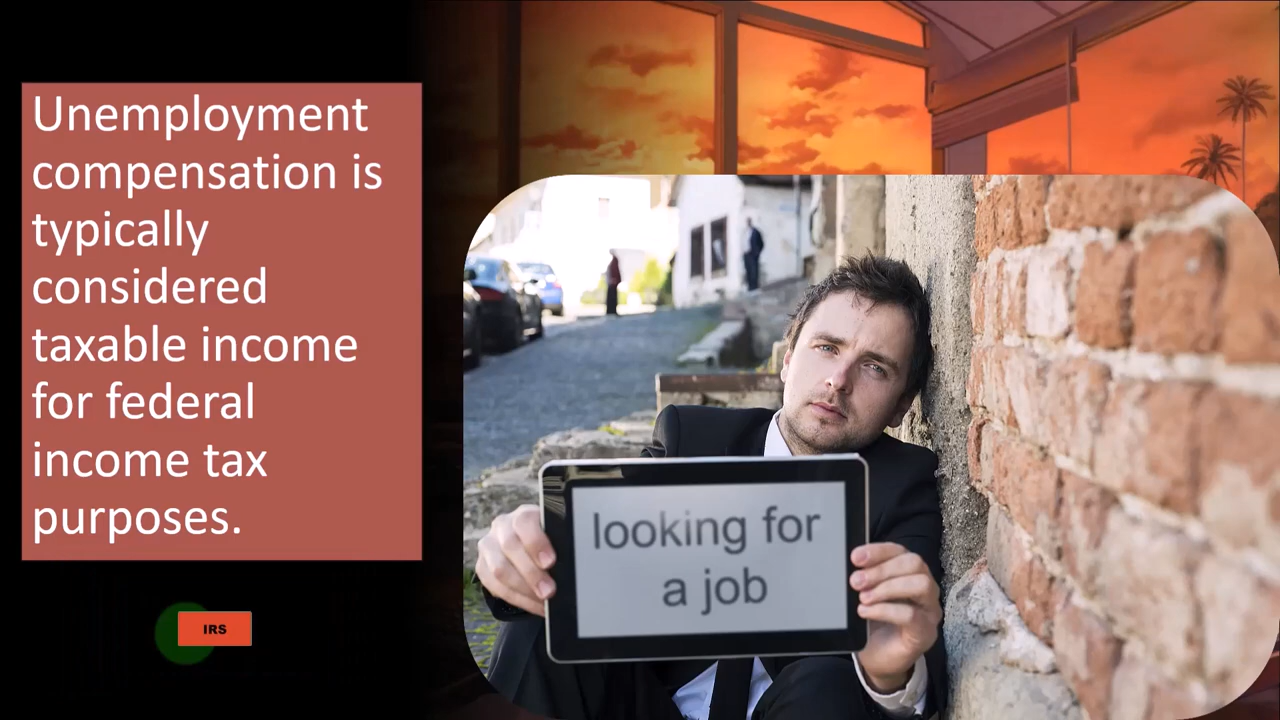 Unemployment
compensation is
typically
considered
taxable income
for federal
income tax
purposes.
looking for
a job
IRS